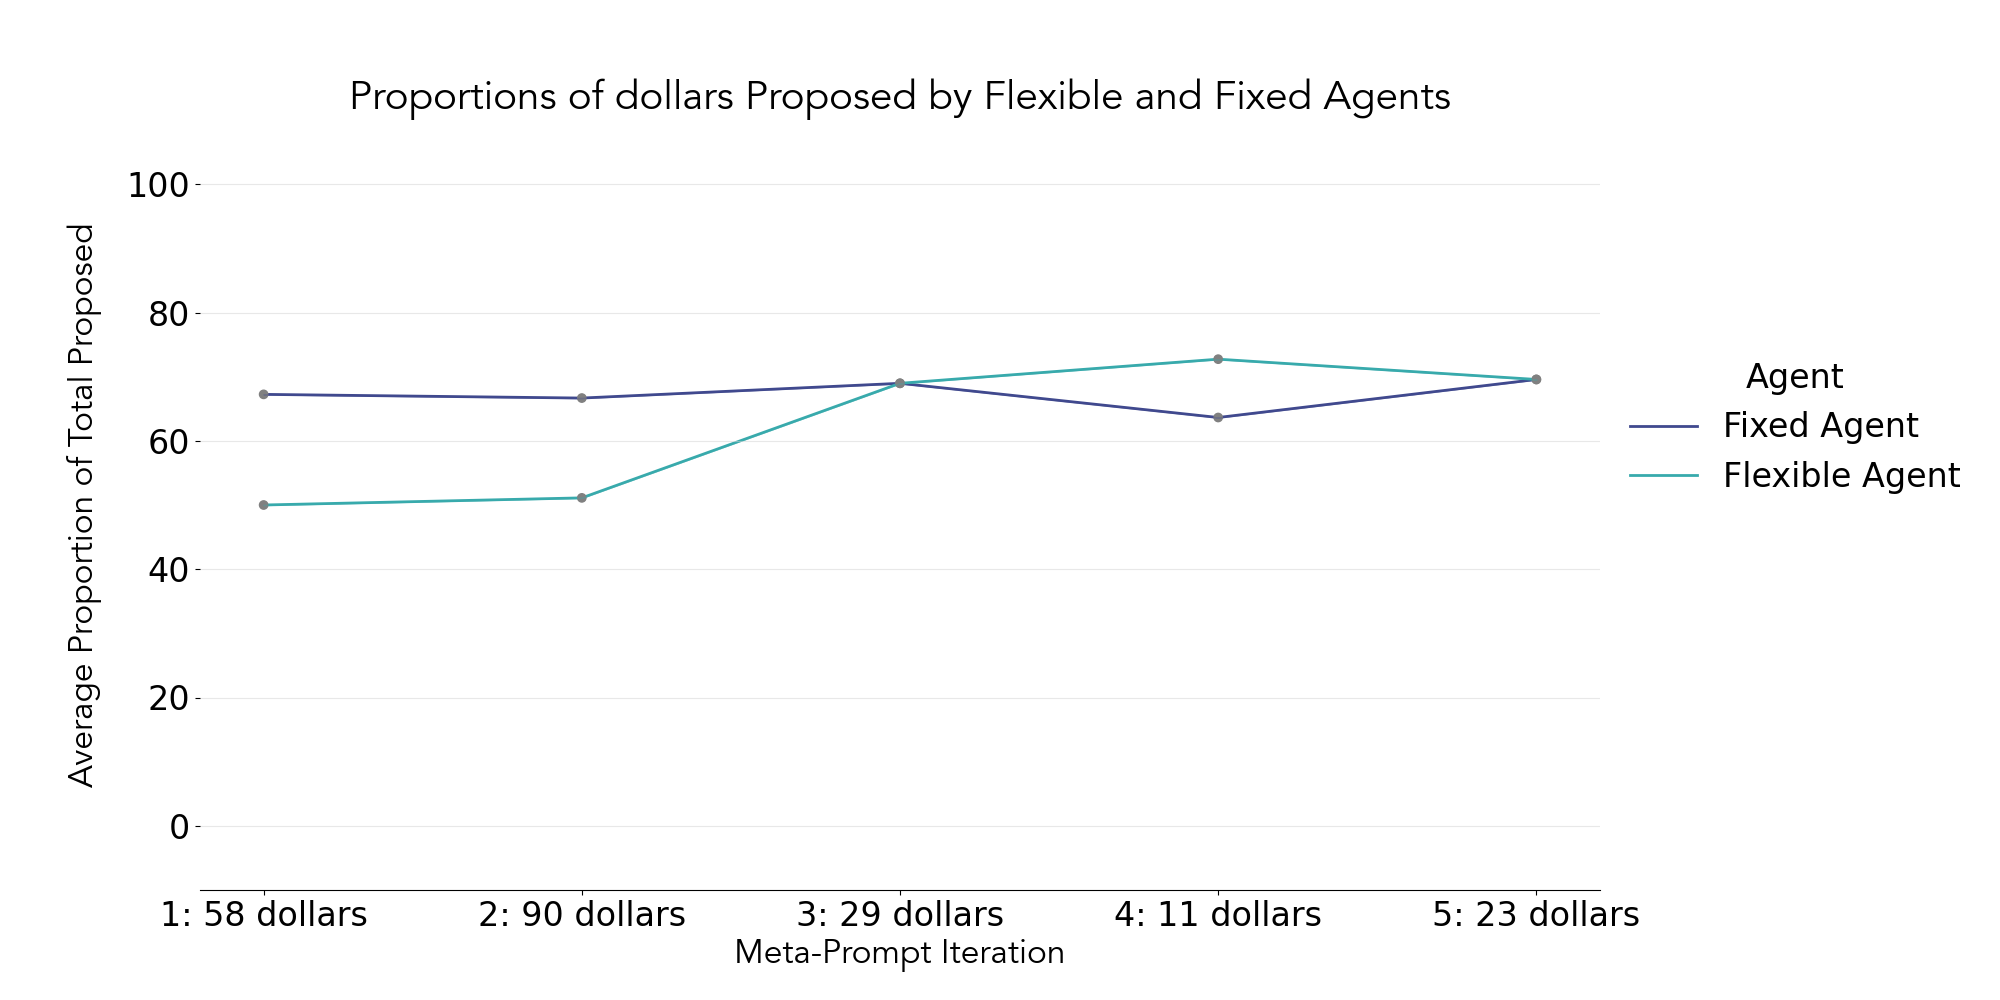 Proportions of dollars Proposed by Flexible and Fixed Agents
Average Proportion of Total Proposed
100
80
60
40
20
0
1: 58 dollars
2: 90 dollars
3: 29 dollars
4: 11 dollars
5: 23 dollars
Meta-Prompt Iteration
Agent
Fixed Agent
Flexible Agent